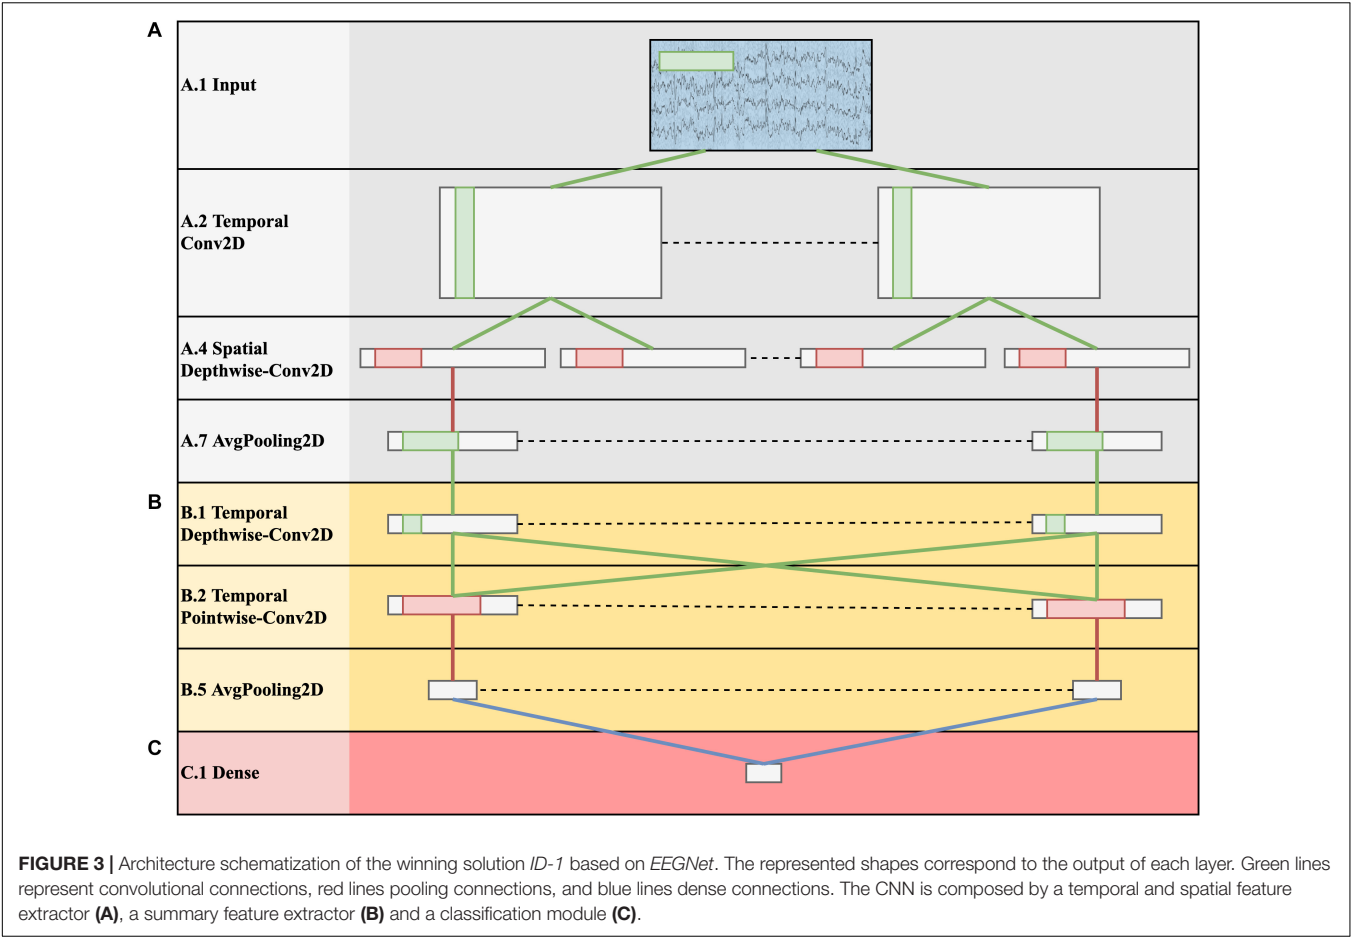 A
A.1 Input
A.2 Temporal
Conv2D
A.4 Spatial
Depthwise-Conv2D
A.7 AvgPooling2D
B
B.1 Temporal
Depthwise-Conv2D
B.2 Temporal
Pointwise-Conv2D
B.5 AvgPooling2D
C
C.1 Dense
FIGURE 3 | Architecture schematization of the winning solution ID-1 based on EEGNet. The represented shapes correspond to the output of each layer. Green lines
represent convolutional connections, red lines pooling connections, and blue lines dense connections. The CNN is composed by a temporal and spatial feature
extractor (A), a summary feature extractor (B) and a classification module (C).